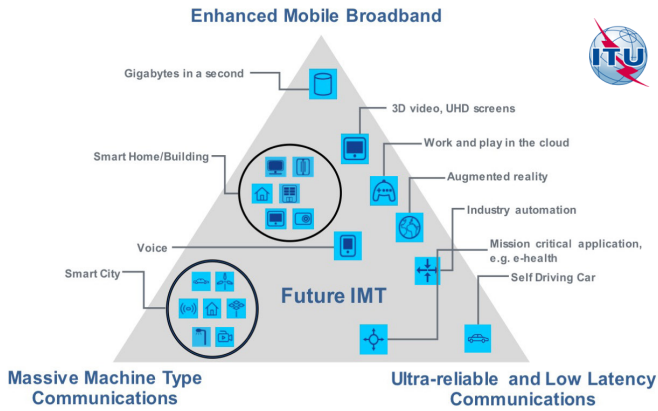 Enhanced Mobile Broadband
ITU
Gigabytes in a second
3D video, UHD screens
Smart Home/Building
Work and play in the cloud
Augmented reality
Industry automation
Voice
Mission critical application,
e.g. e-health
Smart City
Self Driving Car
Future IMT
Massive Machine Type
Communications
Ultra-reliable and Low Latency
Communications